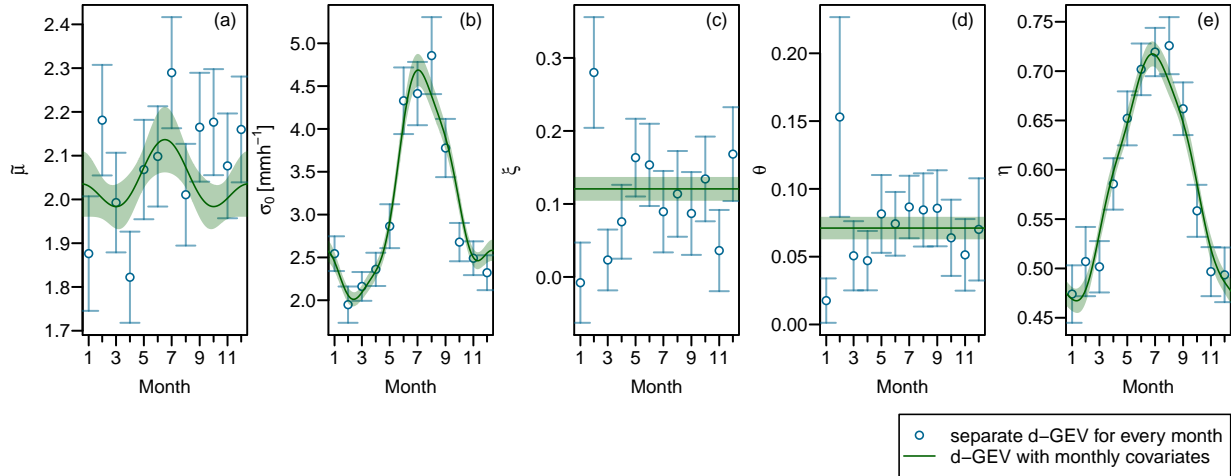 (a)
2.4
2.3
2.2
2.1
2.0
1.9
1.8
1.7
μ̃
1 3 5 7 9 11
Month
(b)
5.0
4.5
4.0
3.5
3.0
2.5
2.0
σ₀ [mmh⁻¹]
1 3 5 7 9 11
Month
(c)
0.3
0.2
0.1
0.0
ξ
1 3 5 7 9 11
Month
(d)
0.20
0.15
0.10
0.05
0.00
θ
1 3 5 7 9 11
Month
(e)
0.75
0.70
0.65
0.60
0.55
0.50
0.45
η
1 3 5 7 9 11
Month
separate d−GEV for every month
d−GEV with monthly covariates